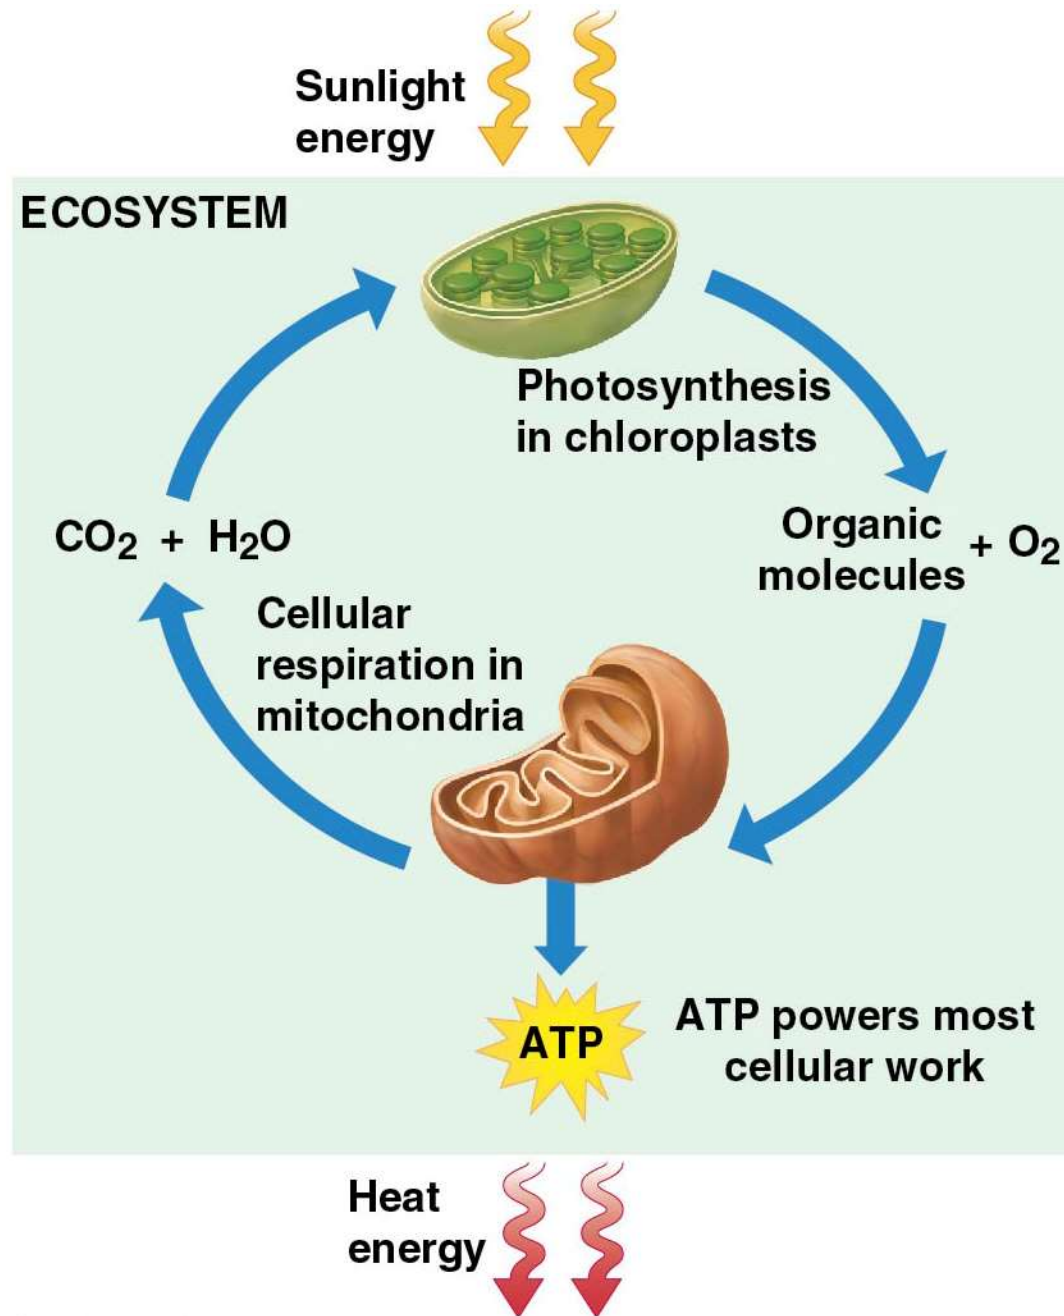 Sunlight
energy
ECOSYSTEM
Photosynthesis
in chloroplasts
CO₂ + H₂O
Organic
molecules + O₂
Cellular
respiration in
mitochondria
ATP
ATP powers most
cellular work
Heat
energy